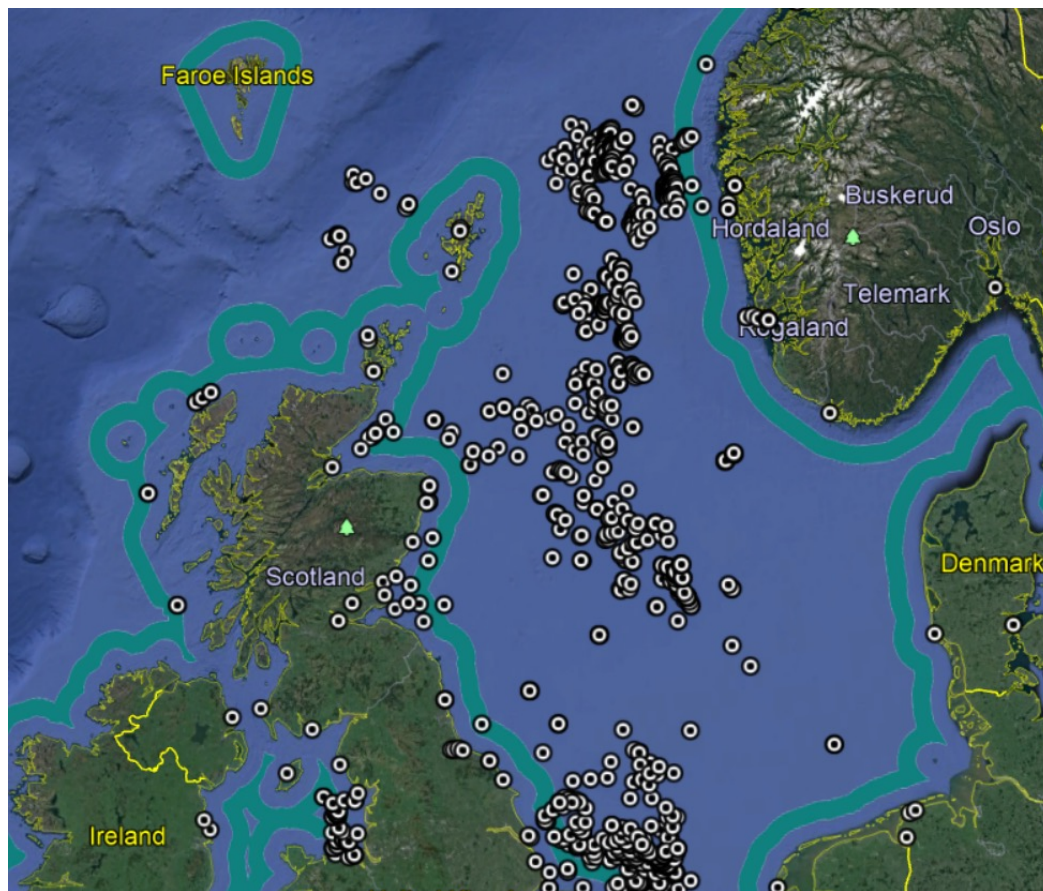 Faroe Islands
Buskerud
Hordaland
Oslo
Telemark
Rogaland
Denmark
Scotland
Ireland